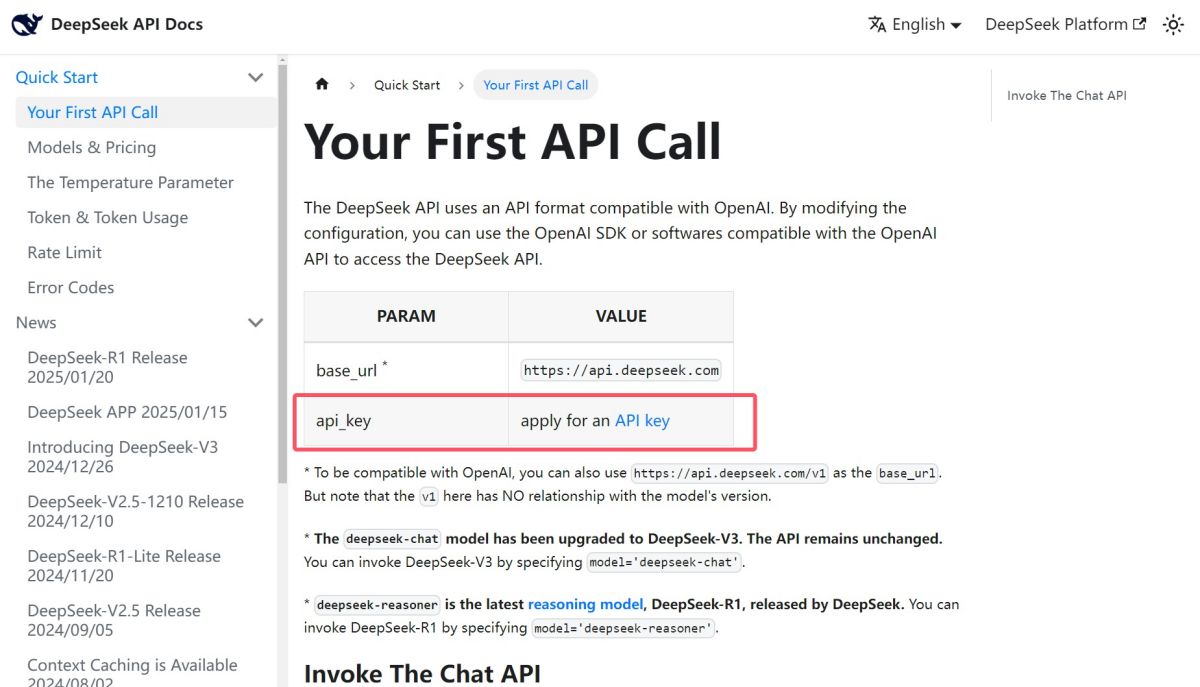 DeepSeek API Docs
English
DeepSeek Platform
Quick Start
Your First API Call
Models & Pricing
The Temperature Parameter
Token & Token Usage
Rate Limit
Error Codes
News
DeepSeek-R1 Release
2025/01/20
DeepSeek APP 2025/01/15
Introducing DeepSeek-V3
2024/12/26
DeepSeek-V2.5-1210 Release
2024/12/10
DeepSeek-R1-Lite Release
2024/11/20
DeepSeek-V2.5 Release
2024/09/05
Context Caching is Available
2024/08/02
Quick Start
Your First API Call
Your First API Call
The DeepSeek API uses an API format compatible with OpenAI. By modifying the
configuration, you can use the OpenAI SDK or softwares compatible with the OpenAI
API to access the DeepSeek API.
PARAM VALUE
base_url * https://api.deepseek.com
api_key apply for an API key
* To be compatible with OpenAI, you can also use https://api.deepseek.com/v1 as the base_url.
But note that the v1 here has NO relationship with the model's version.
* The deepseek-chat model has been upgraded to DeepSeek-V3. The API remains unchanged.
You can invoke DeepSeek-V3 by specifying model='deepseek-chat'.
* deepseek-reasoner is the latest reasoning model, DeepSeek-R1, released by DeepSeek. You can
invoke DeepSeek-R1 by specifying model='deepseek-reasoner'.
Invoke The Chat API
Invoke The Chat API